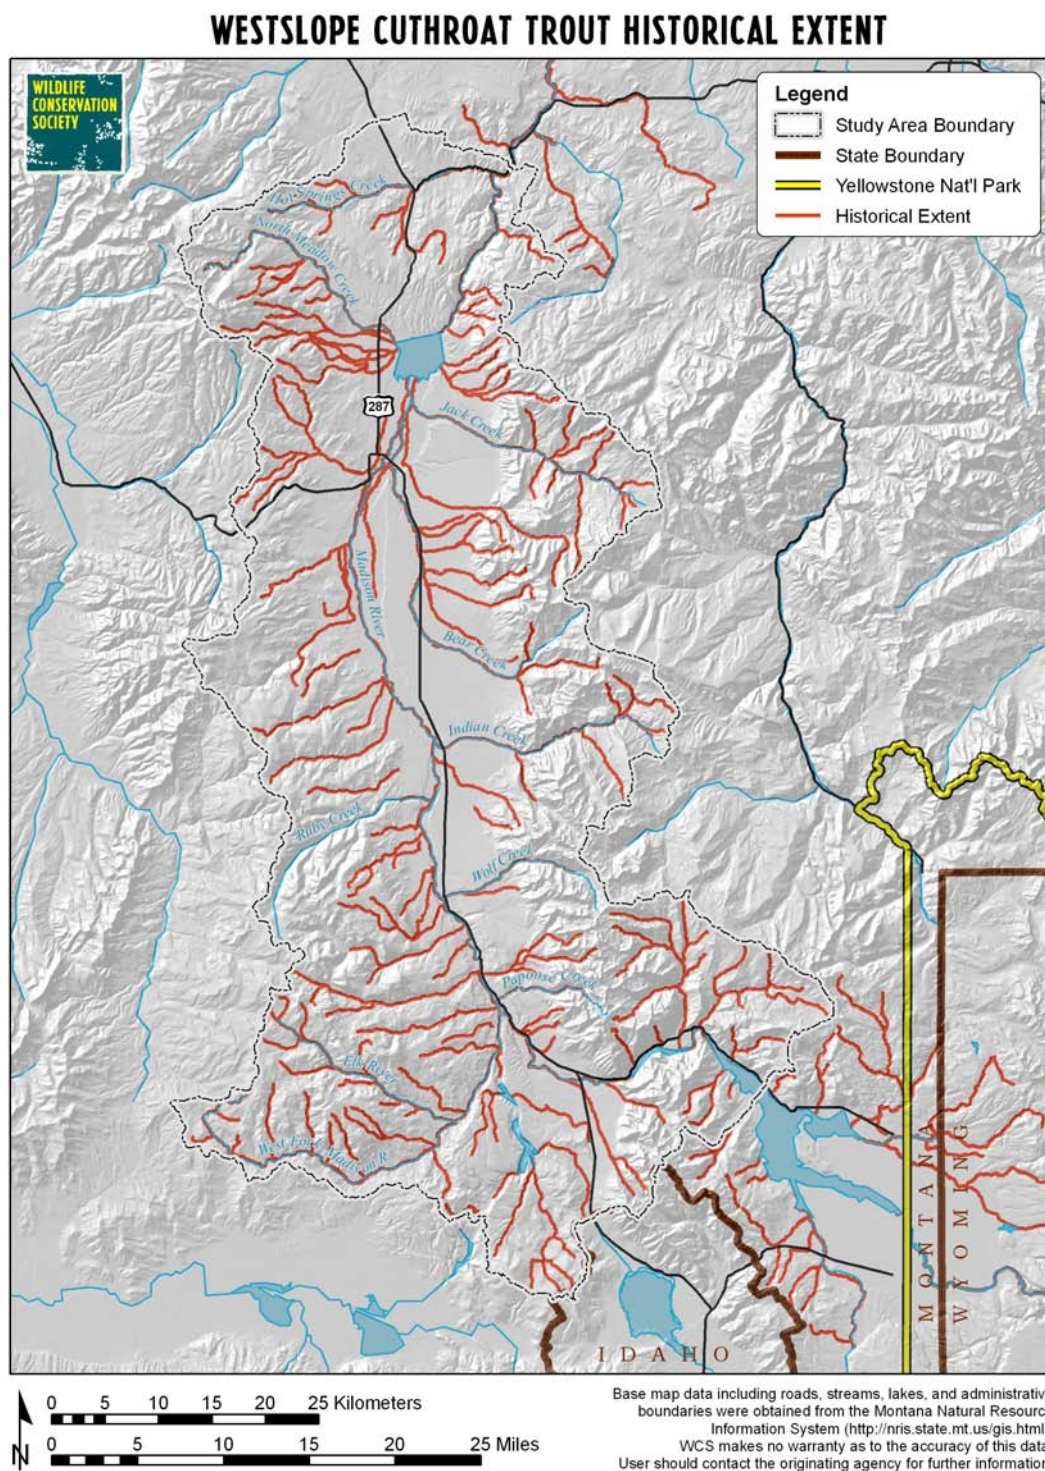 WESTSLOPE CUTHROAT TROUT HISTORICAL EXTENT
WILDLIFE
CONSERVATION
SOCIETY
Legend
Study Area Boundary
State Boundary
Yellowstone Nat'l Park
Historical Extent
Hot Springs Creek
North Meadow Creek
287
Jack Creek
Madison River
Bear Creek
Indian Creek
Ruby Creek
Wolf Creek
Papoose Creek
Elk River
West Fork Madison R.
MONTANA
WYOMING
IDAHO
0 5 10 15 20 25 Kilometers
0 5 10 15 20 25 Miles
N
Base map data including roads, streams, lakes, and administrativ
boundaries were obtained from the Montana Natural Resourc
Information System (http://nris.state.mt.us/gis.html
WCS makes no warranty as to the accuracy of this data
User should contact the originating agency for further information